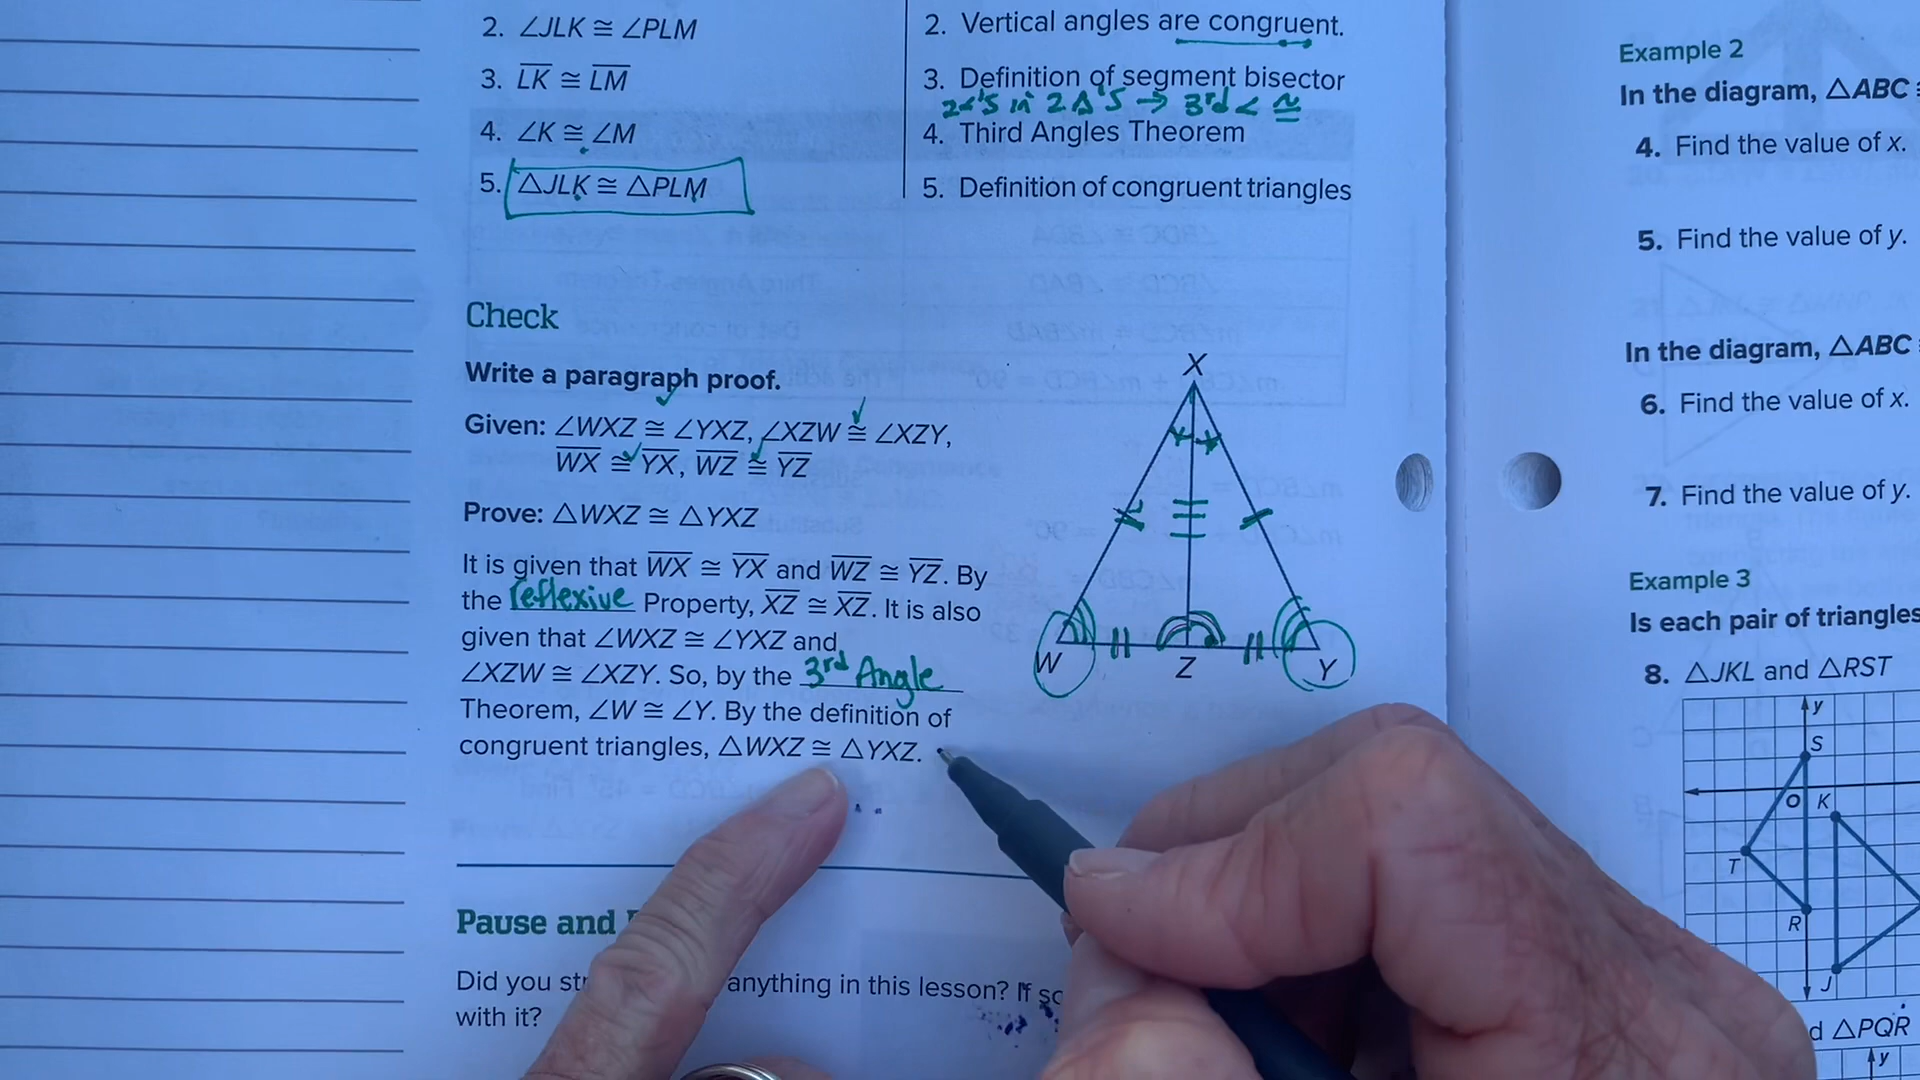 2. ∠JLK ≅ ∠PLM
2. Vertical angles are congruent.
3. LK ≅ LM
3. Definition of segment bisector
2 <'s in 2 Δ's → 3rd < ≅
4. ∠K ≅ ∠M
4. Third Angles Theorem
5. △JLK ≅ △PLM
5. Definition of congruent triangles
Check
Write a paragraph proof.
Given: ∠WXZ ≅ ∠YXZ, ∠XZW ≅ ∠XZY,
WX ≅ YX, WZ ≅ YZ
Prove: △WXZ ≅ △YXZ
It is given that WX ≅ YX and WZ ≅ YZ. By
the reflexive Property, XZ ≅ XZ. It is also
given that ∠WXZ ≅ ∠YXZ and
∠XZW ≅ ∠XZY. So, by the 3rd Angle
Theorem, ∠W ≅ ∠Y. By the definition of
congruent triangles, △WXZ ≅ △YXZ.
X
W
Z
Y
Pause and
Did you anything in this lesson? If
with it?
Example 2
In the diagram, △ABC
4. Find the value of x.
5. Find the value of y.
In the diagram, △ABC
6. Find the value of x.
7. Find the value of y.
Example 3
Is each pair of triangles
8. △JKL and △RST
y
S
O
K
T
R
J
△PQR
y